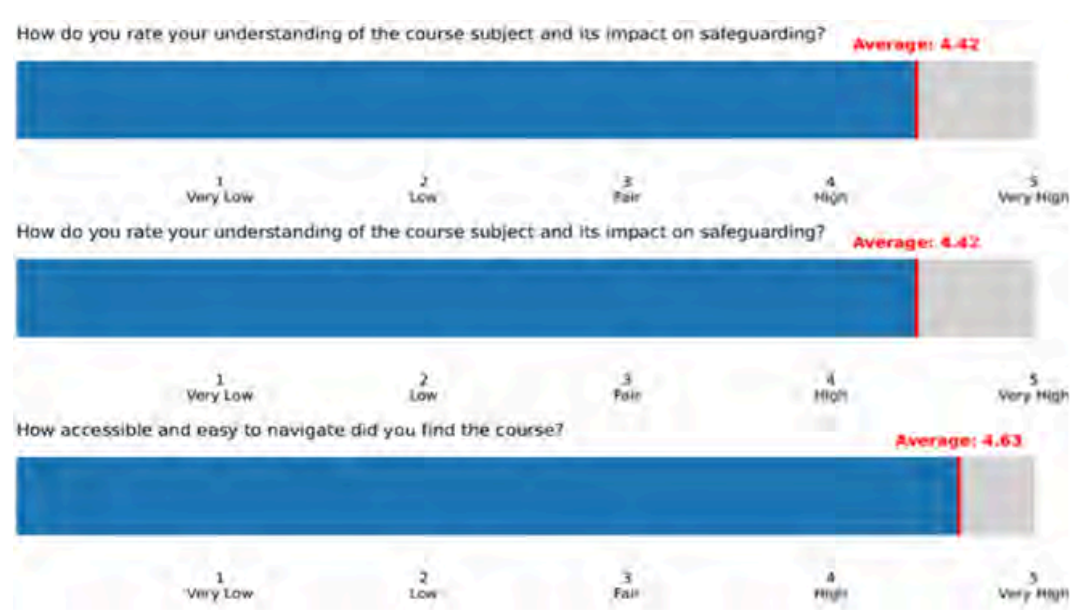 How do you rate your understanding of the course subject and its impact on safeguarding?
Average: 4.42
1 2 3 4 5
Very Low Low Fair High Very High
How do you rate your understanding of the course subject and its impact on safeguarding?
Average: 4.42
1 2 3 4 5
Very Low Low Fair High Very High
How accessible and easy to navigate did you find the course?
Average: 4.63
1 2 3 4 5
Very Low Low Fair High Very High